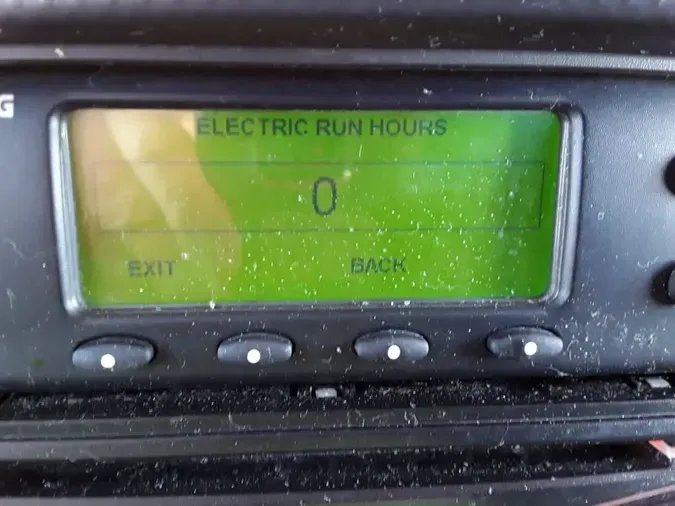 G
ELECTRIC RUN HOURS
0
EXIT BACK